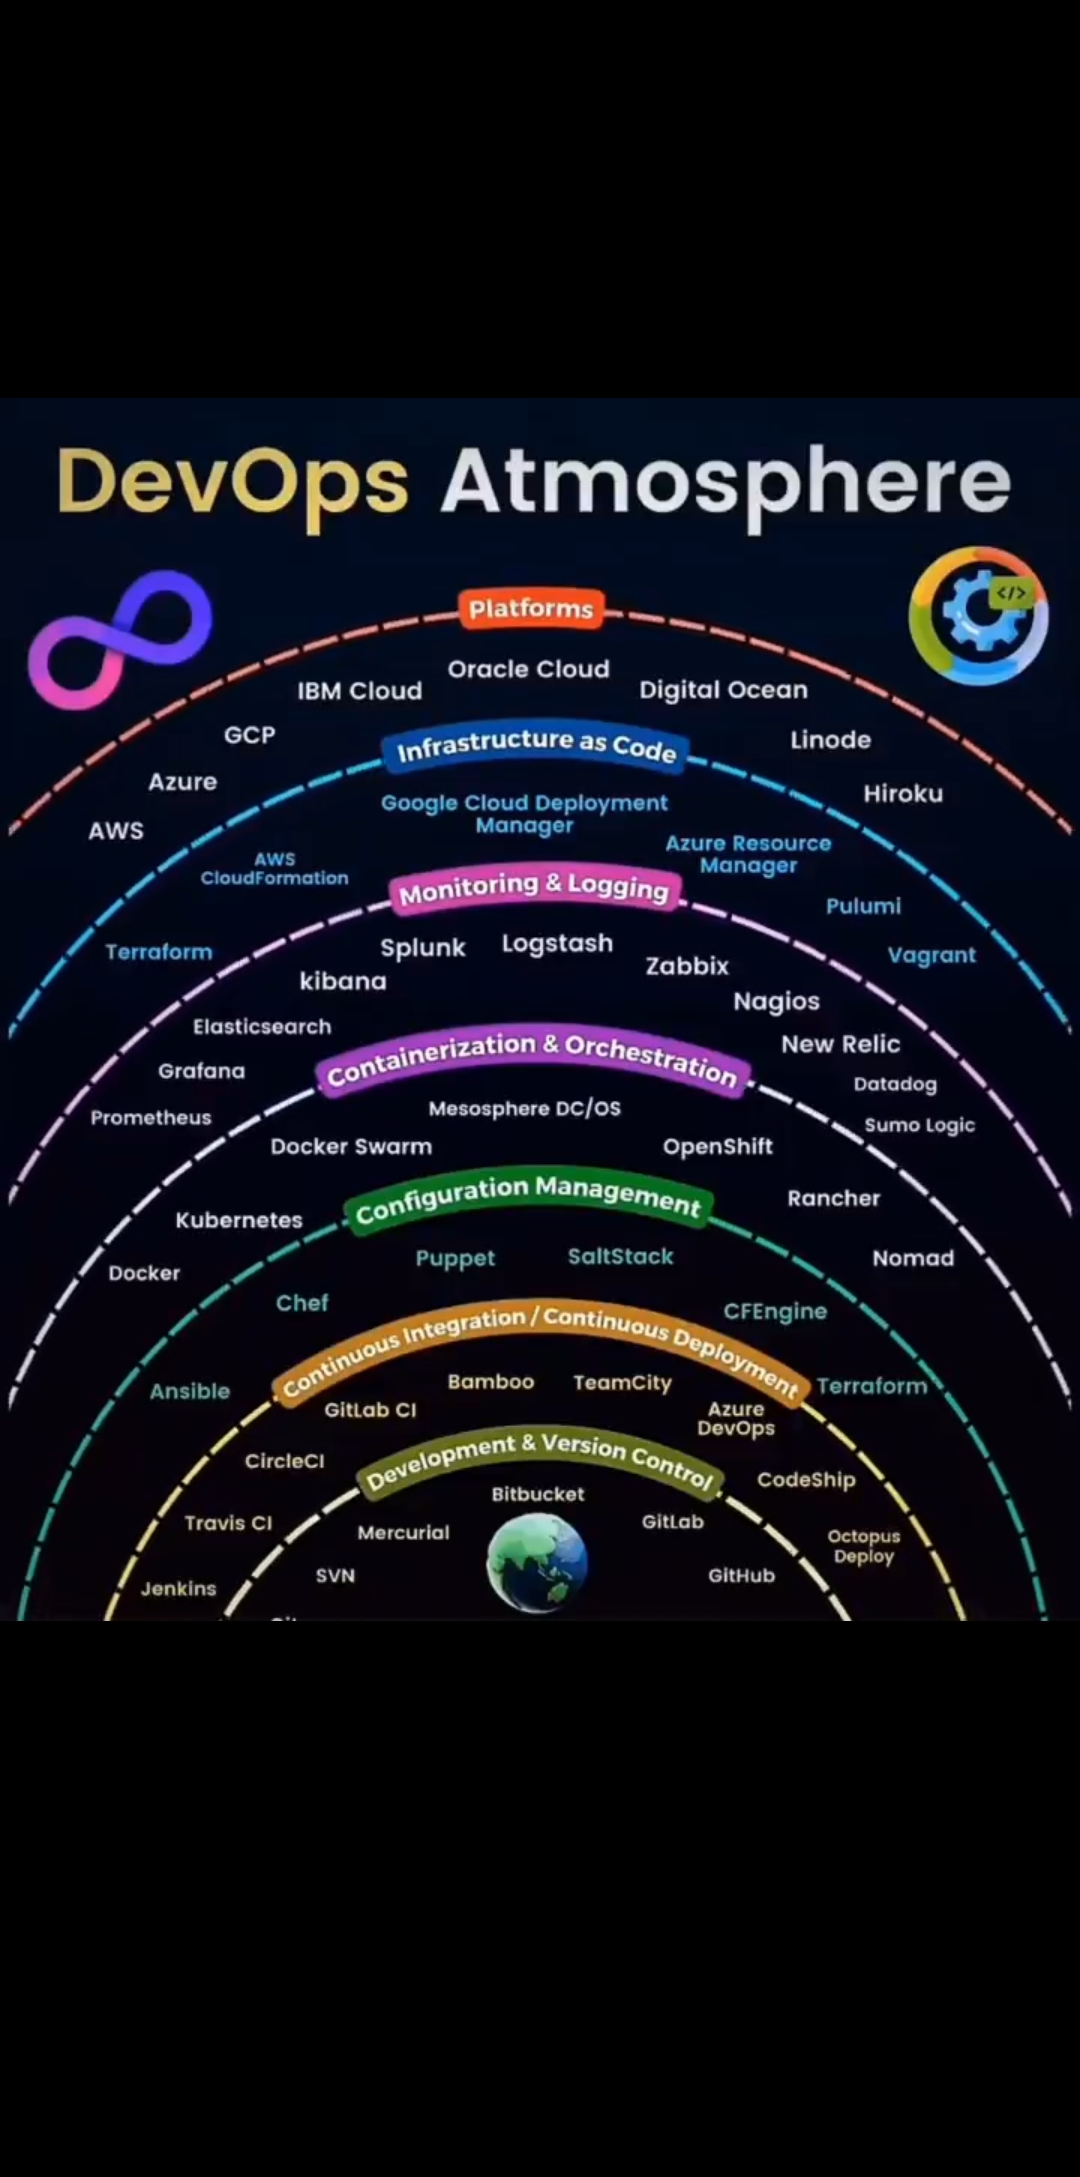 DevOps Atmosphere
</>
Platforms
Oracle Cloud
IBM Cloud
Digital Ocean
GCP
Linode
Azure
Hiroku
AWS
Infrastructure as Code
Google Cloud Deployment
Manager
Azure Resource
Manager
AWS
CloudFormation
Pulumi
Terraform
Vagrant
Monitoring & Logging
Splunk
Logstash
Zabbix
kibana
Nagios
Elasticsearch
New Relic
Grafana
Datadog
Prometheus
Sumo Logic
Containerization & Orchestration
Mesosphere DC/OS
Docker Swarm
OpenShift
Kubernetes
Rancher
Docker
Nomad
Configuration Management
Puppet
SaltStack
Chef
CFEngine
Ansible
Terraform
Continuous Integration / Continuous Deployment
Bamboo
TeamCity
GitLab CI
Azure
DevOps
CircleCI
CodeShip
Travis CI
Octopus
Deploy
Jenkins
Development & Version Control
Bitbucket
Mercurial
GitLab
SVN
GitHub